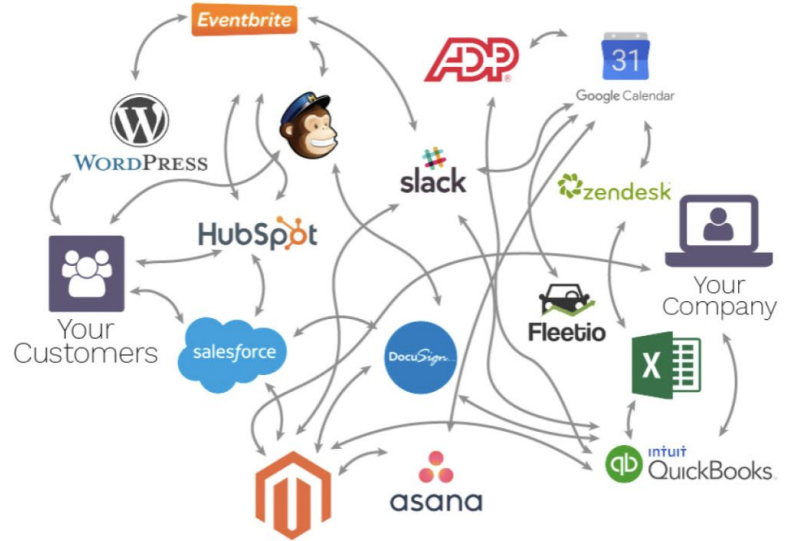 Eventbrite
ADP
31
Google Calendar
WORDPRESS
slack
zendesk
HubSpot
Your
Customers
Your
Company
Fleetio
salesforce
DocuSign
X
intuit
qb
QuickBooks
asana